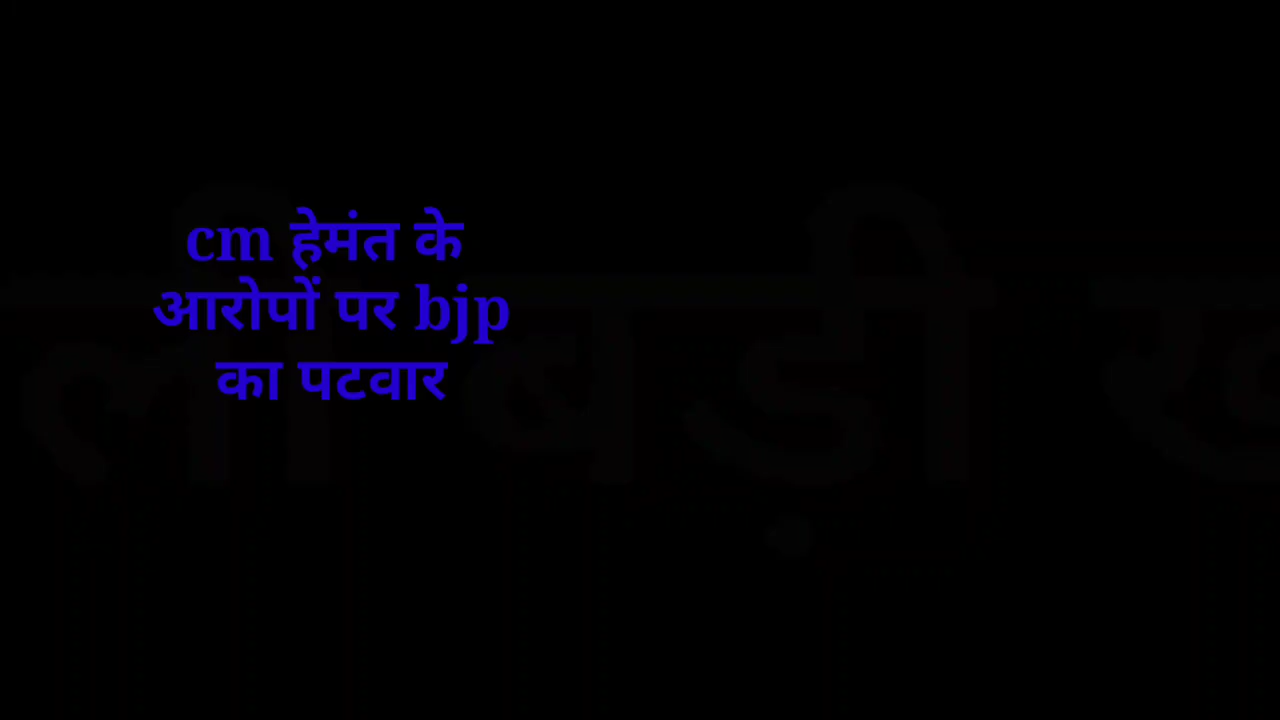 cm हेमंत के
आरोपों पर bjp
का पटवार